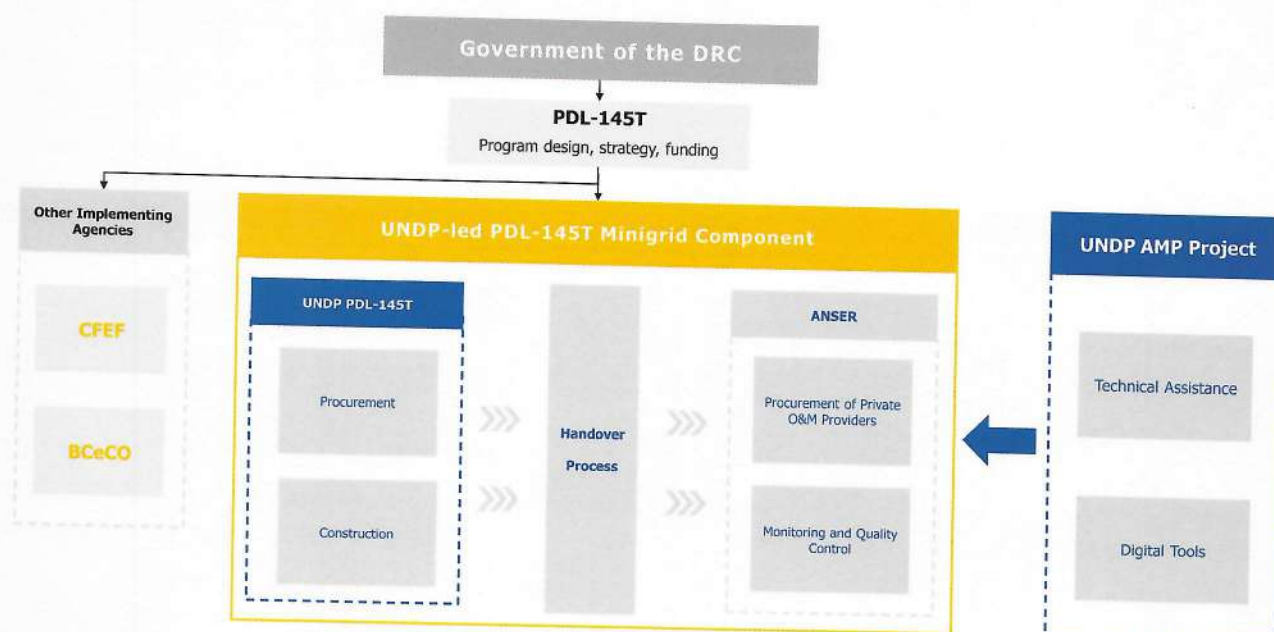 Government of the DRC
PDL-145T
Program design, strategy, funding
Other Implementing
Agencies
CFEF
BCeCO
UNDP-led PDL-145T Minigrid Component
UNDP PDL-145T
Procurement
Construction
Handover
Process
ANSER
Procurement of Private
O&M Providers
Monitoring and Quality
Control
UNDP AMP Project
Technical Assistance
Digital Tools